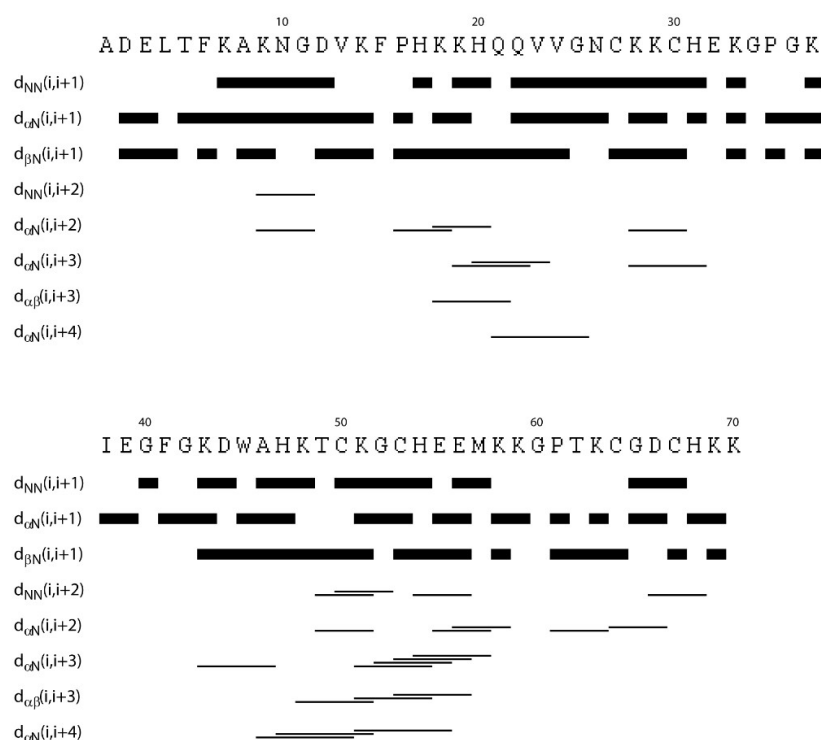 10 20 30
A D E L T F K A K N G D V K F P H K K H Q Q V V G N C K K C H E K G P G K
dNN(i,i+1)
dαN(i,i+1)
dβN(i,i+1)
dNN(i,i+2)
dαN(i,i+2)
dαN(i,i+3)
dαβ(i,i+3)
dαN(i,i+4)
40 50 60 70
I E G F G K D W A H K T C K G C H E E M K K G P T K C G D C H K K
dNN(i,i+1)
dαN(i,i+1)
dβN(i,i+1)
dNN(i,i+2)
dαN(i,i+2)
dαN(i,i+3)
dαβ(i,i+3)
dαN(i,i+4)